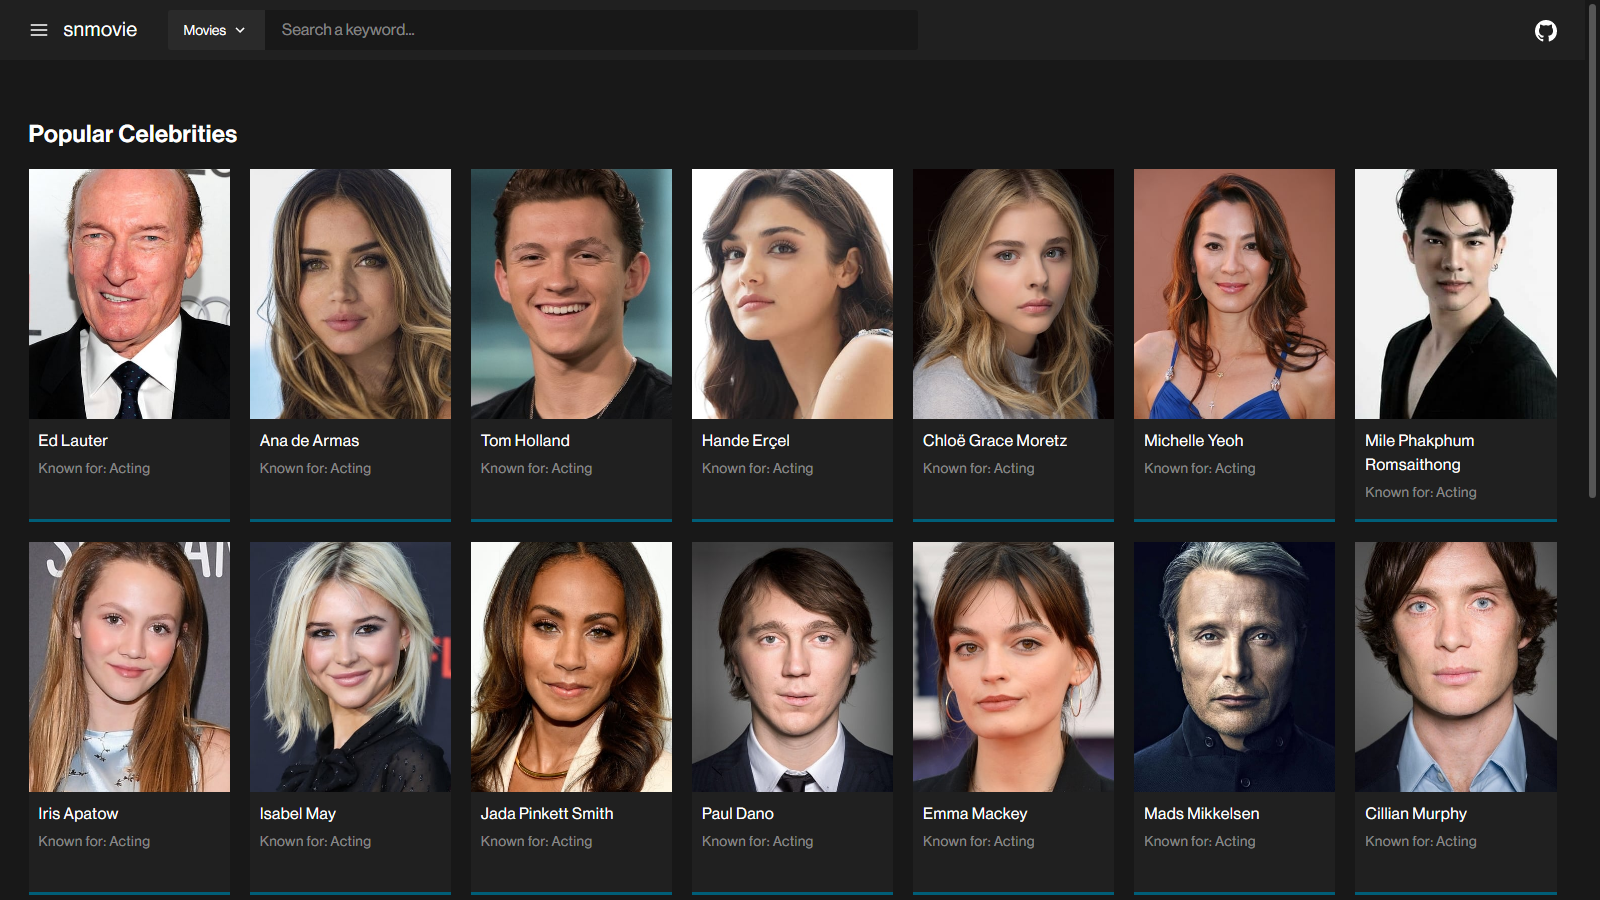 snmovie
Movies
Search a keyword...
Popular Celebrities
Ed Lauter
Known for: Acting
Ana de Armas
Known for: Acting
Tom Holland
Known for: Acting
Hande Erçel
Known for: Acting
Chloë Grace Moretz
Known for: Acting
Michelle Yeoh
Known for: Acting
Mile Phakphum
Romsaithong
Known for: Acting
Iris Apatow
Known for: Acting
Isabel May
Known for: Acting
Jada Pinkett Smith
Known for: Acting
Paul Dano
Known for: Acting
Emma Mackey
Known for: Acting
Mads Mikkelsen
Known for: Acting
Cillian Murphy
Known for: Acting